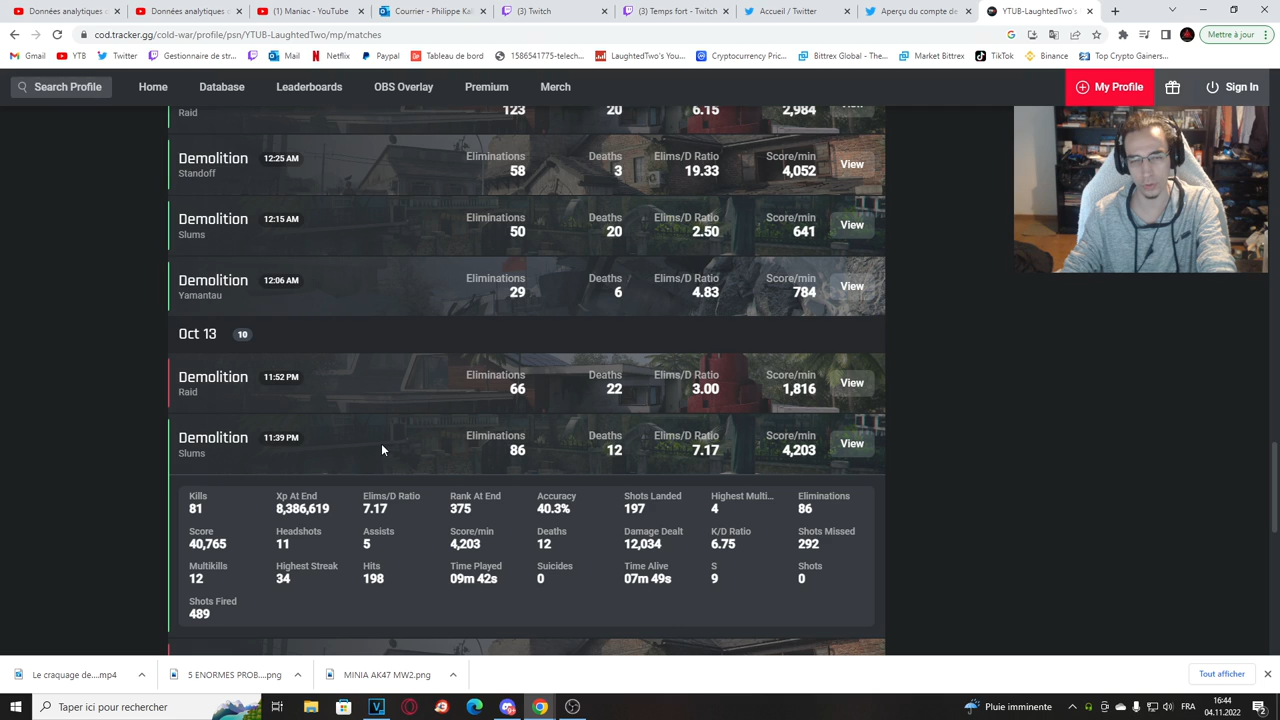 Données analytiques c
Données analytiques d
(1) Maniac - YouTube
Courrier - Philippe Kal
(3) Twitch
(3) Temps fort - Twitch
Accueil / Twitter
Aperçu du compte de
YTUB-LaughtedTwo's
cod.tracker.gg/cold-war/profile/psn/YTUB-LaughtedTwo/mp/matches
Mettre à jour
Gmail YTB Twitter Gestionnaire de str... Mail Netflix Paypal Tableau de bord 1586541775-telech... LaughtedTwo's You... Cryptocurrency Pric... Bittrex Global - The... Market Bittrex TikTok Binance Top Crypto Gainers...
Search Profile Home Database Leaderboards OBS Overlay Premium Merch My Profile Sign In
Raid 123 20 6.15 2,984
Demolition 12:25 AM Eliminations Deaths Elims/D Ratio Score/min View
Standoff 58 3 19.33 4,052
Demolition 12:15 AM Eliminations Deaths Elims/D Ratio Score/min View
Slums 50 20 2.50 641
Demolition 12:06 AM Eliminations Deaths Elims/D Ratio Score/min View
Yamantau 29 6 4.83 784
Oct 13 10
Demolition 11:52 PM Eliminations Deaths Elims/D Ratio Score/min View
Raid 66 22 3.00 1,816
Demolition 11:39 PM Eliminations Deaths Elims/D Ratio Score/min View
Slums 86 12 7.17 4,203
Kills Xp At End Elims/D Ratio Rank At End Accuracy Shots Landed Highest Multi... Eliminations
81 8,386,619 7.17 375 40.3% 197 4 86
Score Headshots Assists Score/min Deaths Damage Dealt K/D Ratio Shots Missed
40,765 11 5 4,203 12 12,034 6.75 292
Multikills Highest Streak Hits Time Played Suicides Time Alive S Shots
12 34 198 09m 42s 0 07m 49s 9 0
Shots Fired
489
Le craquage de....mp4 5 ENORMES PROB....png MINIA AK47 MW2.png Tout afficher
Taper ici pour rechercher
Pluie imminente
FRA
16:44
04.11.2022
2